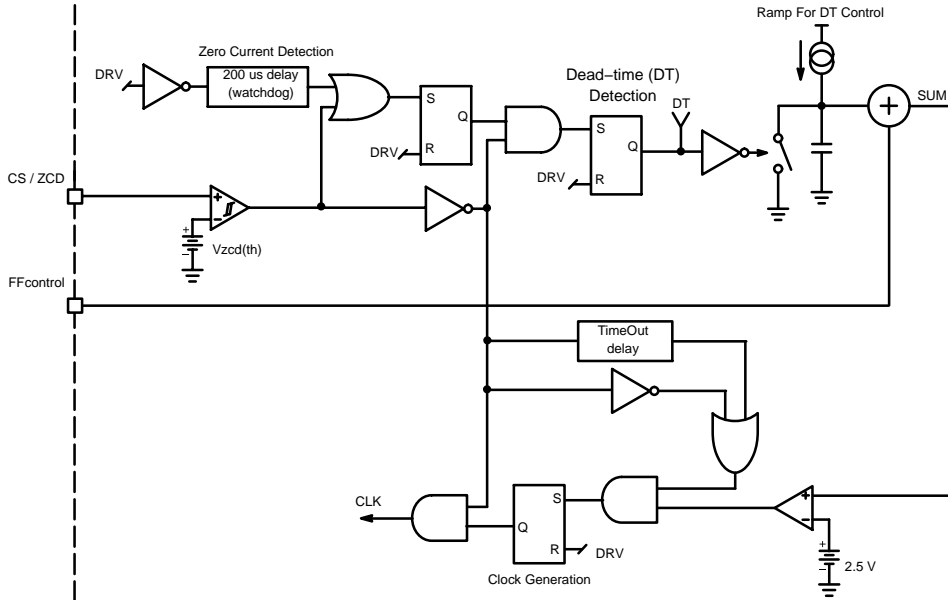 Ramp For DT Control
Zero Current Detection
DRV
200 us delay
(watchdog)
Dead−time (DT)
Detection
SUM
S
Q
R
DRV
DT
S
Q
R
DRV
+
CS / ZCD
+
−
+
−
Vzcd(th)
FFcontrol
TimeOut
delay
CLK
S
Q
R
DRV
Clock Generation
+
−
+
−
2.5 V